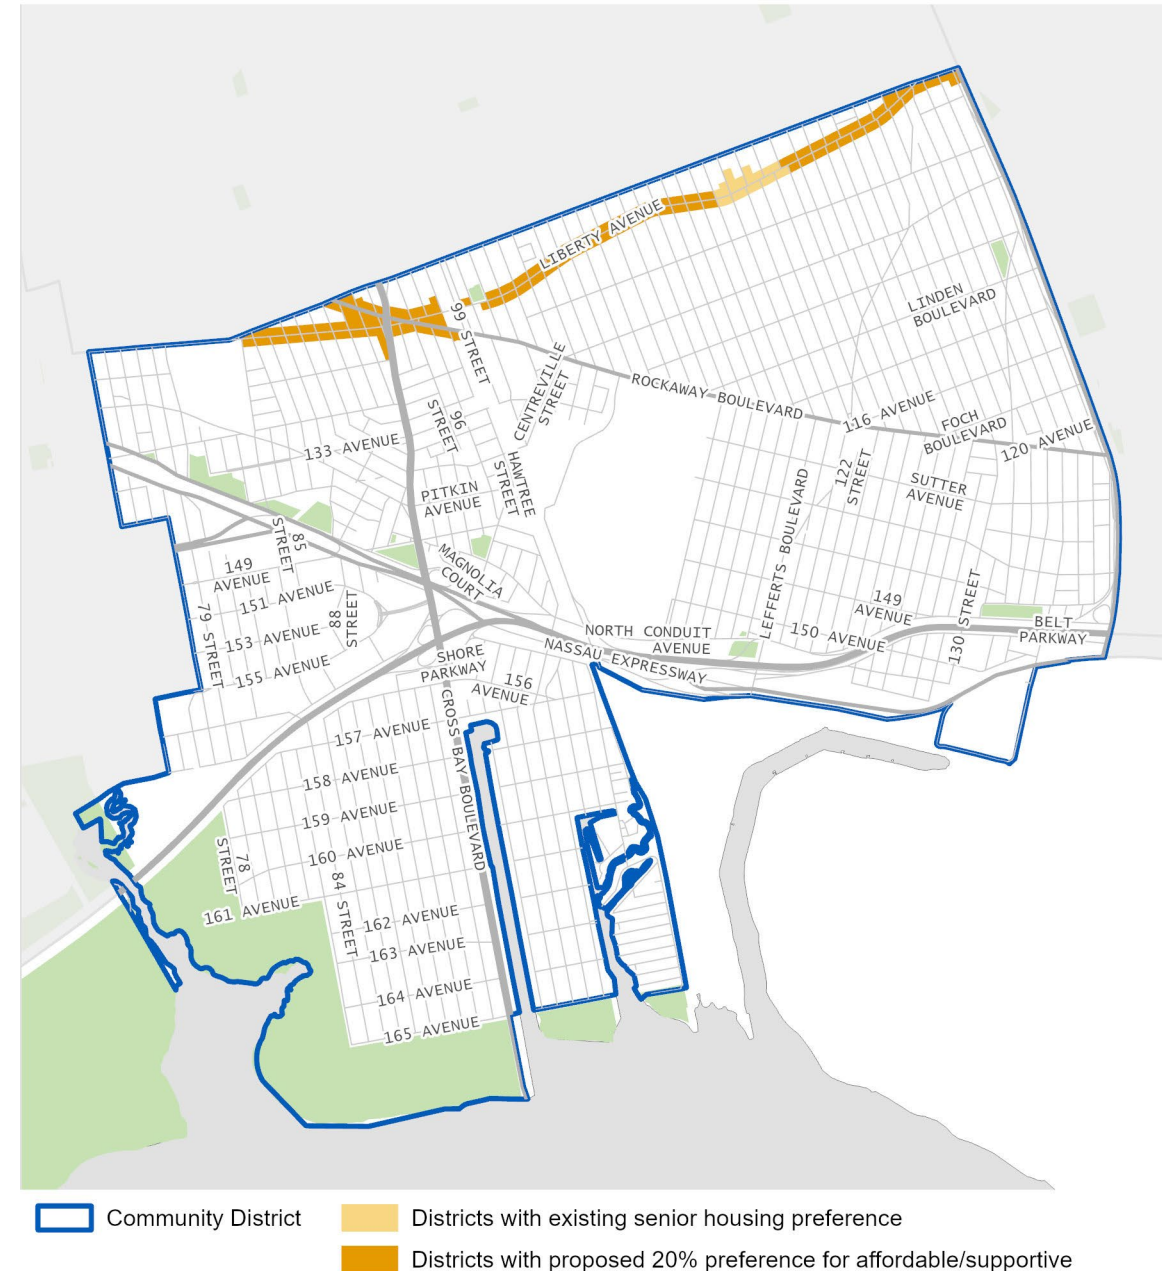 LIBERTY AVENUE
99 STREET
LINDEN
BOULEVARD
CENTREVILLE
STREET
ROCKAWAY BOULEVARD
96
STREET
116 AVENUE
FOCH
BOULEVARD
120 AVENUE
133 AVENUE
HAWTREE
STREET
122
STREET
PITKIN
AVENUE
SUTTER
AVENUE
LEFFERTS BOULEVARD
85
STREET
MAGNOLIA
COURT
149
AVENUE
151 AVENUE
88
STREET
79 STREET
153 AVENUE
155 AVENUE
149
AVENUE
130 STREET
150 AVENUE
BELT
PARKWAY
NORTH CONDUIT
AVENUE
NASSAU EXPRESSWAY
SHORE
PARKWAY
156
AVENUE
CROSS BAY BOULEVARD
157 AVENUE
158 AVENUE
159 AVENUE
160 AVENUE
78
STREET
84 STREET
161 AVENUE
162 AVENUE
163 AVENUE
164 AVENUE
165 AVENUE
Community District
Districts with existing senior housing preference
Districts with proposed 20% preference for affordable/supportive